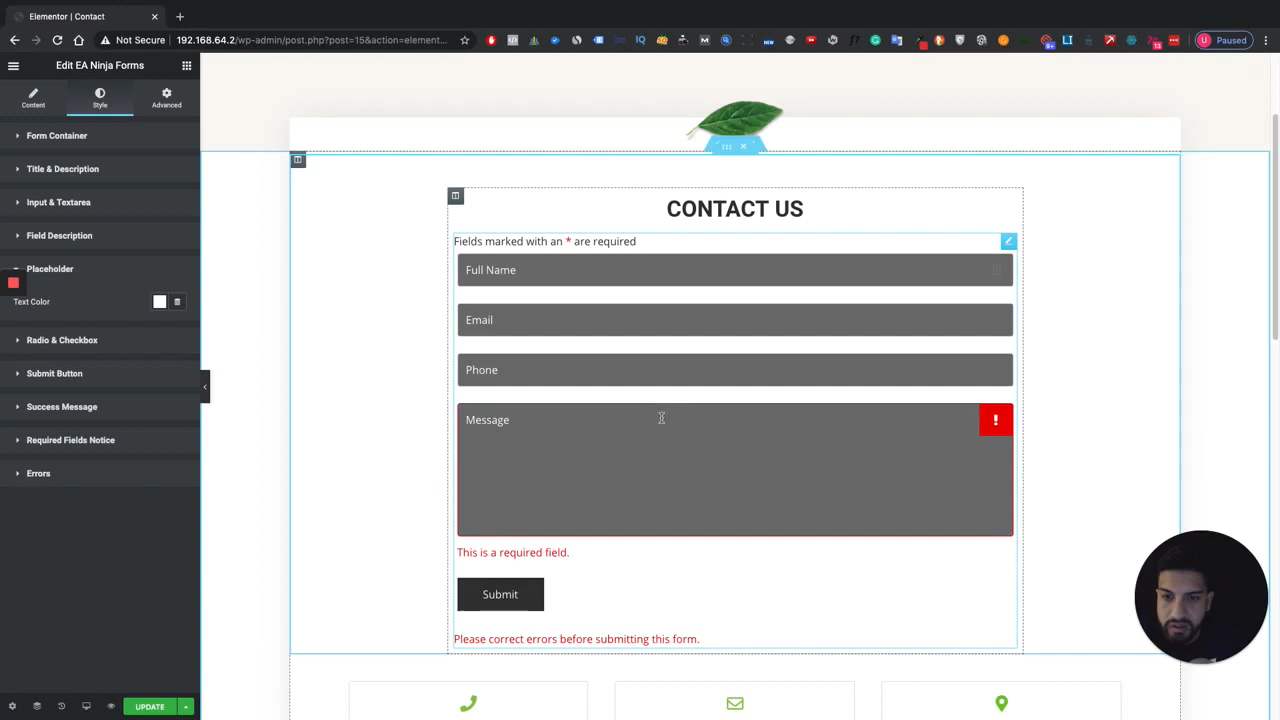 Elementor | Contact
Not Secure | 192.168.64.2/wp-admin/post.php?post=15&action=element...
Paused
Edit EA Ninja Forms
Content
Style
Advanced
Form Container
Title & Description
Input & Textarea
Field Description
Placeholder
Text Color
Radio & Checkbox
Submit Button
Success Message
Required Fields Notice
Errors
UPDATE
CONTACT US
Fields marked with an * are required
Full Name
Email
Phone
Message
!
This is a required field.
Submit
Please correct errors before submitting this form.